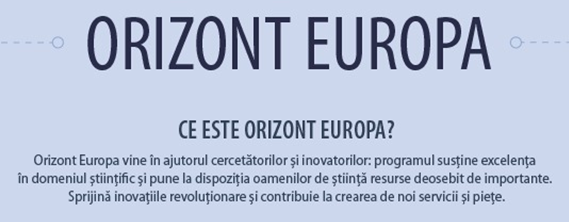 ORIZONT EUROPA
CE ESTE ORIZONT EUROPA?
Orizont Europa vine în ajutorul cercetătorilor și inovatorilor: programul susține excelența
în domeniul științific și pune la dispoziția oamenilor de știință resurse deosebit de importante.
Sprijină inovațiile revoluționare și contribuie la crearea de noi servicii și piețe.